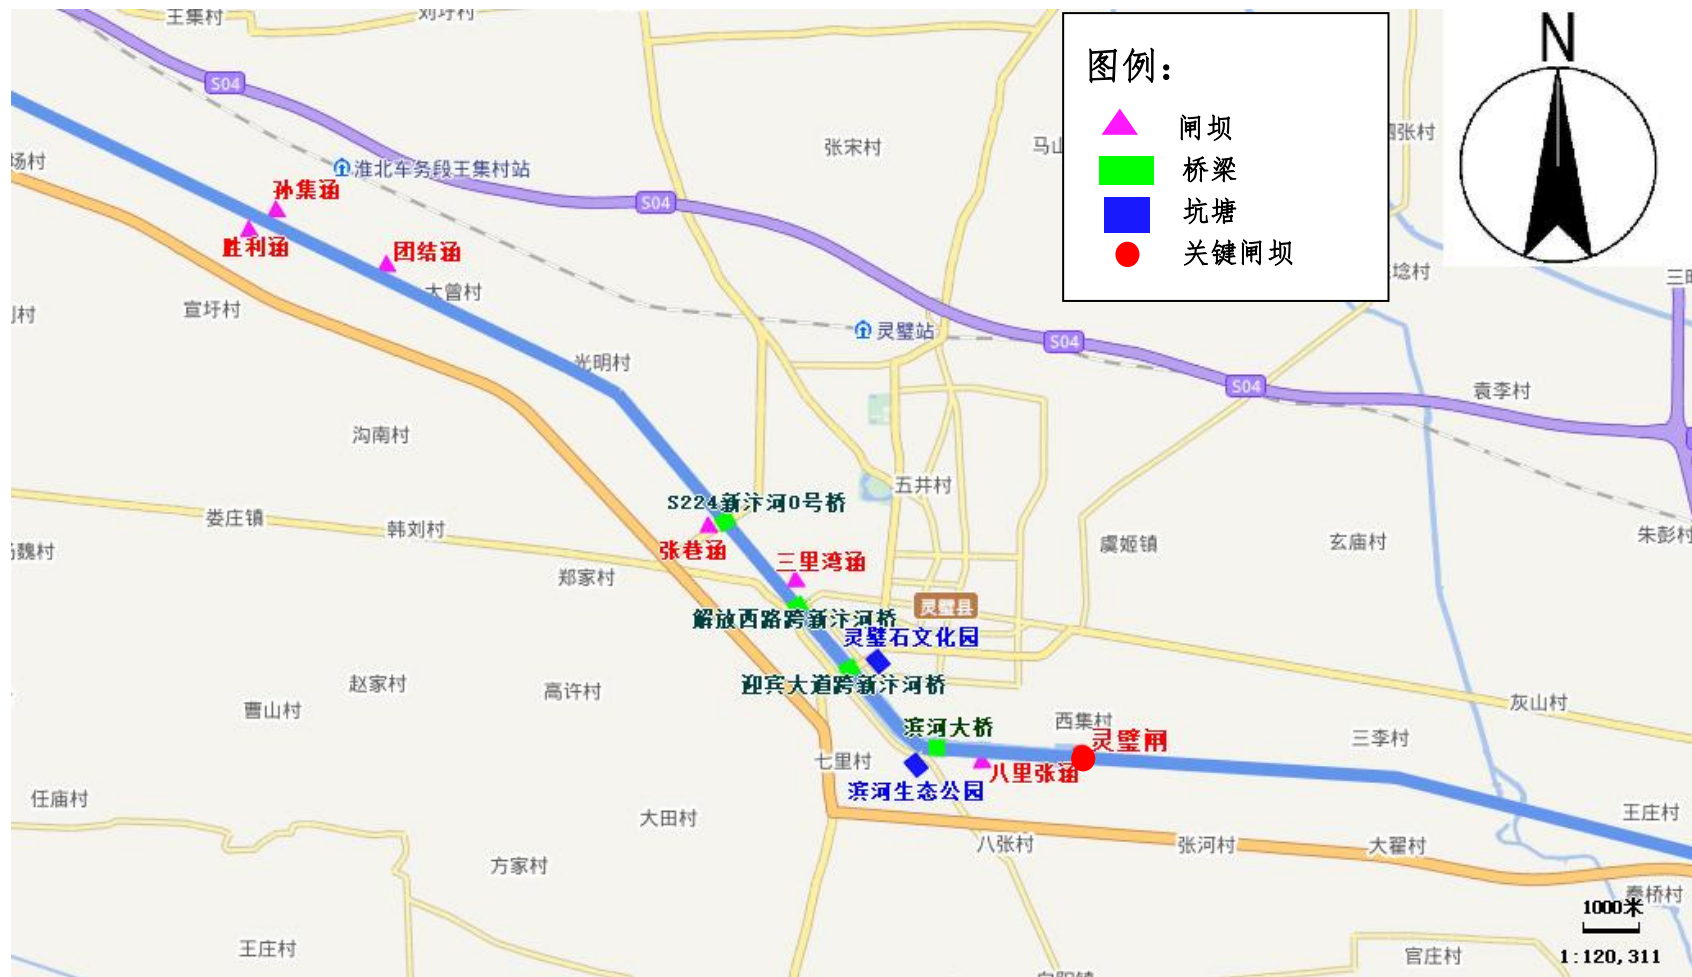 王集村
刘圩村
N
图例：
闸坝
桥梁
坑塘
关键闸坝
S04
张宋村
淮北车务段王集村站
孙集涵
S04
胜利涵
团结涵
大曾村
宣圩村
灵璧站
S04
光明村
S04
袁李村
沟南村
五井村
S224新汴河0号桥
娄庄镇
韩刘村
张巷涵
虞姬镇
玄庙村
朱彭村
三里湾涵
郑家村
灵璧县
解放西路跨新汴河桥
灵璧石文化园
赵家村
高许村
迎宾大道跨新汴河桥
曹山村
灰山村
西集村
滨河大桥
灵璧闸
三李村
七里村
八里张涵
滨河生态公园
任庙村
大田村
王庄村
八张村
张河村
大翟村
方家村
秦桥村
1000米
王庄村
官庄村
1:120,311